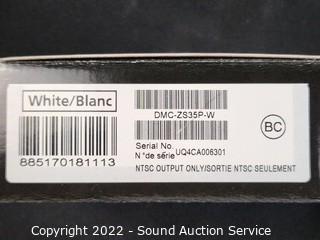 White/Blanc
885170181113
DMC-ZS35P-W
Serial No.
N° de série UQ4CA006301
NTSC OUTPUT ONLY/SORTIE NTSC SEULEMENT
BC
Copyright 2022 - Sound Auction Service